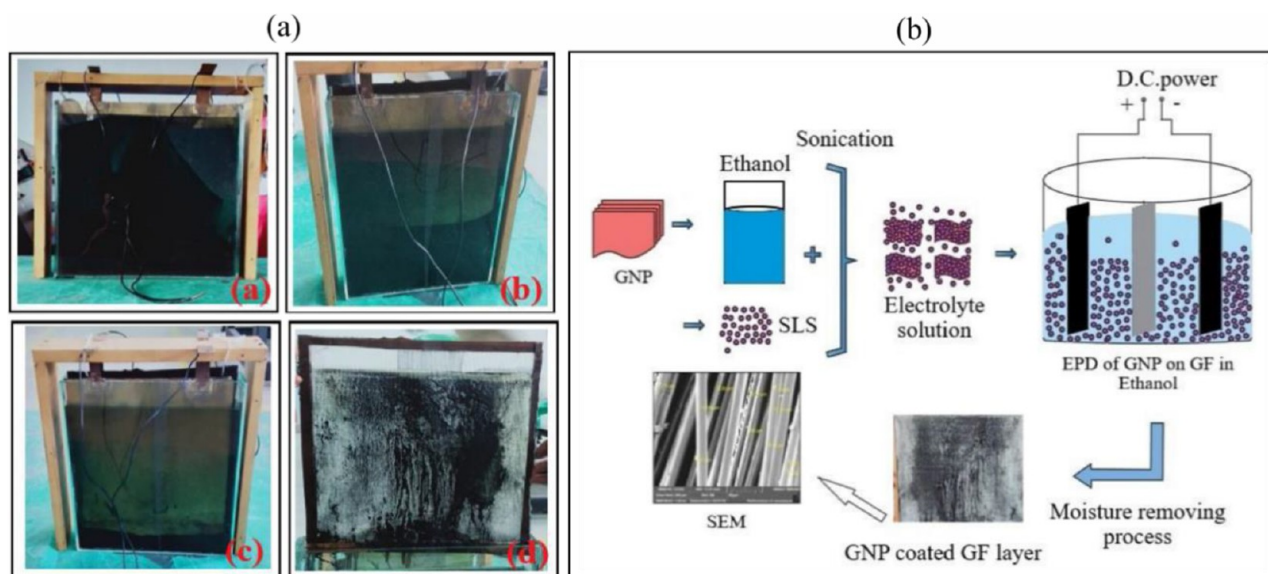 (a)
(b)
(a)
(b)
(c)
(d)
D.C.power
+ -
Sonication
Ethanol
GNP
+
SLS
Electrolyte
solution
EPD of GNP on GF in
Ethanol
SEM
GNP coated GF layer
Moisture removing
process